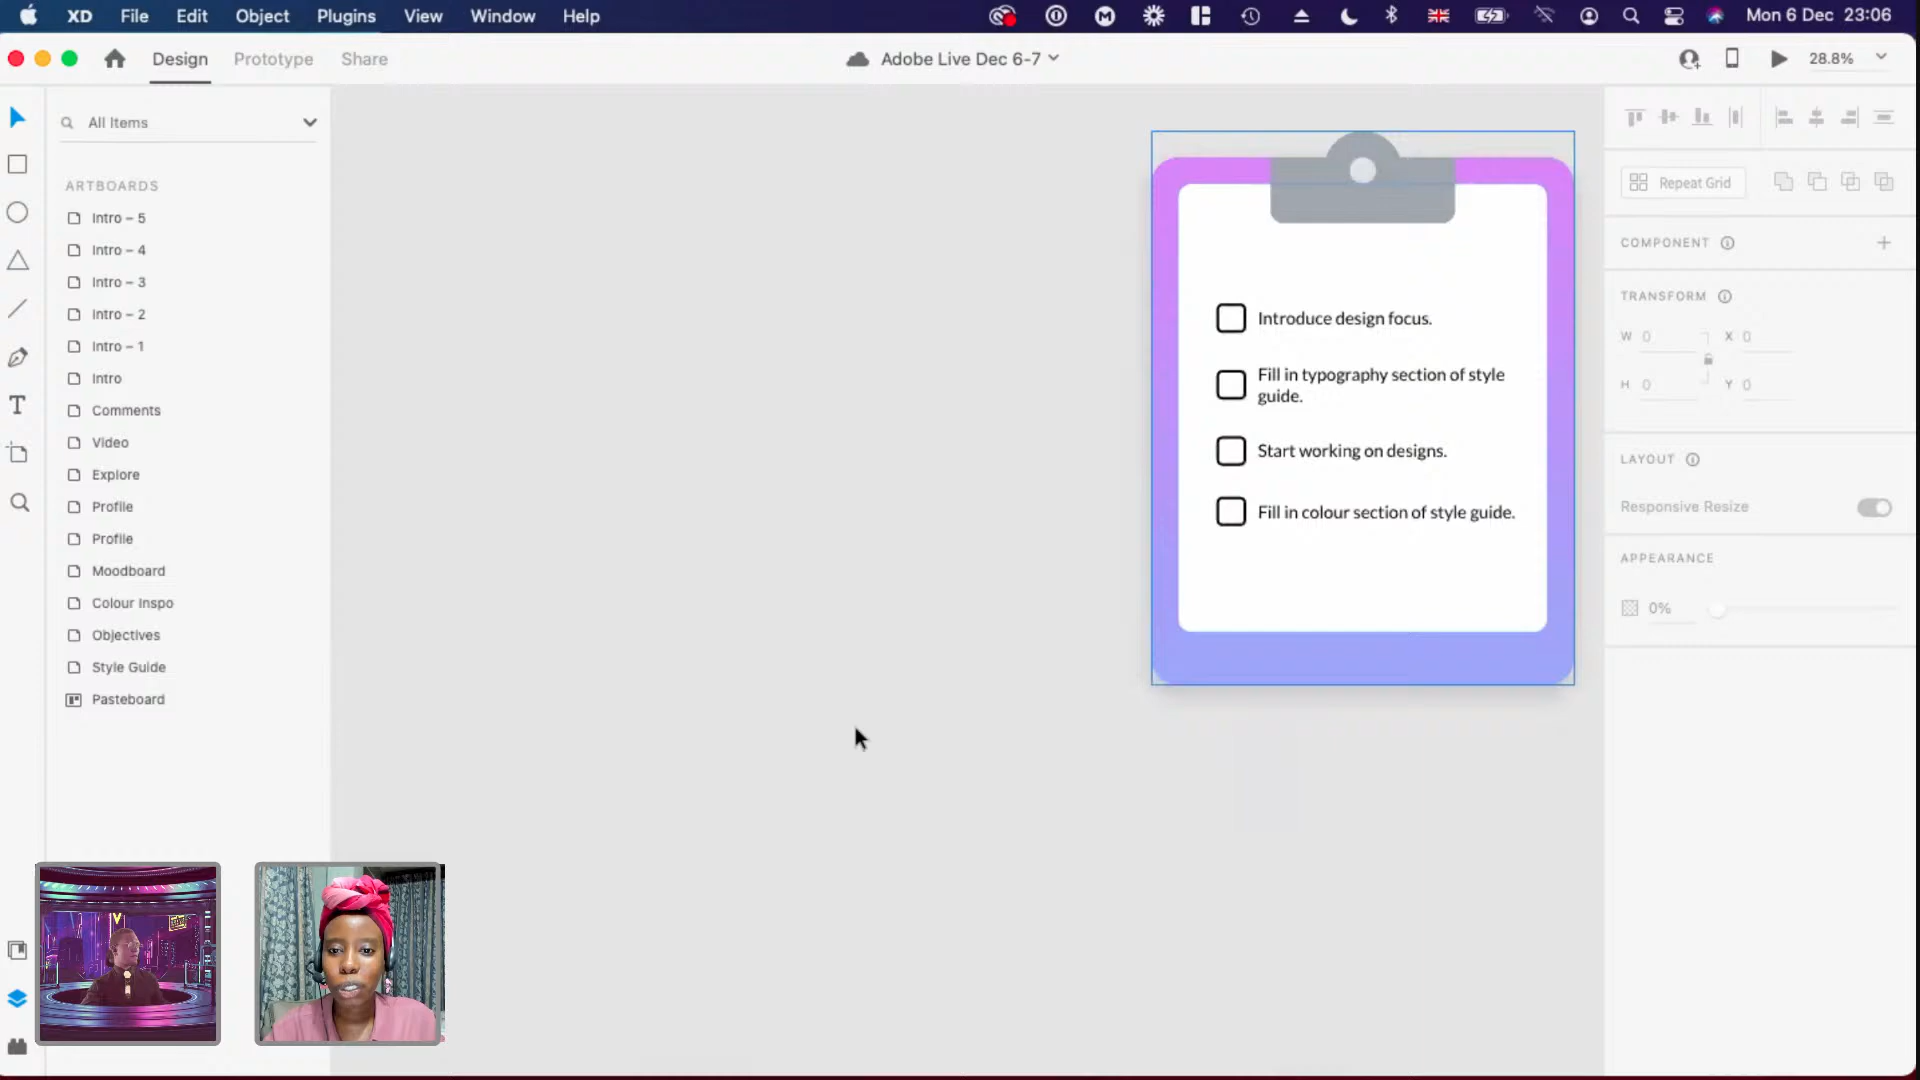 XD File Edit Object Plugins View Window Help Mon 6 Dec 23:06
Design Prototype Share Adobe Live Dec 6-7 28.8%
All Items
ARTBOARDS
Intro – 5
Intro – 4
Intro – 3
Intro – 2
Intro – 1
Intro
Comments
Video
Explore
Profile
Profile
Moodboard
Colour Inspo
Objectives
Style Guide
Pasteboard
Introduce design focus.
Fill in typography section of style
guide.
Start working on designs.
Fill in colour section of style guide.
Repeat Grid
COMPONENT
TRANSFORM
W 0 X 0
H 0 Y 0
LAYOUT
Responsive Resize
APPEARANCE
0%